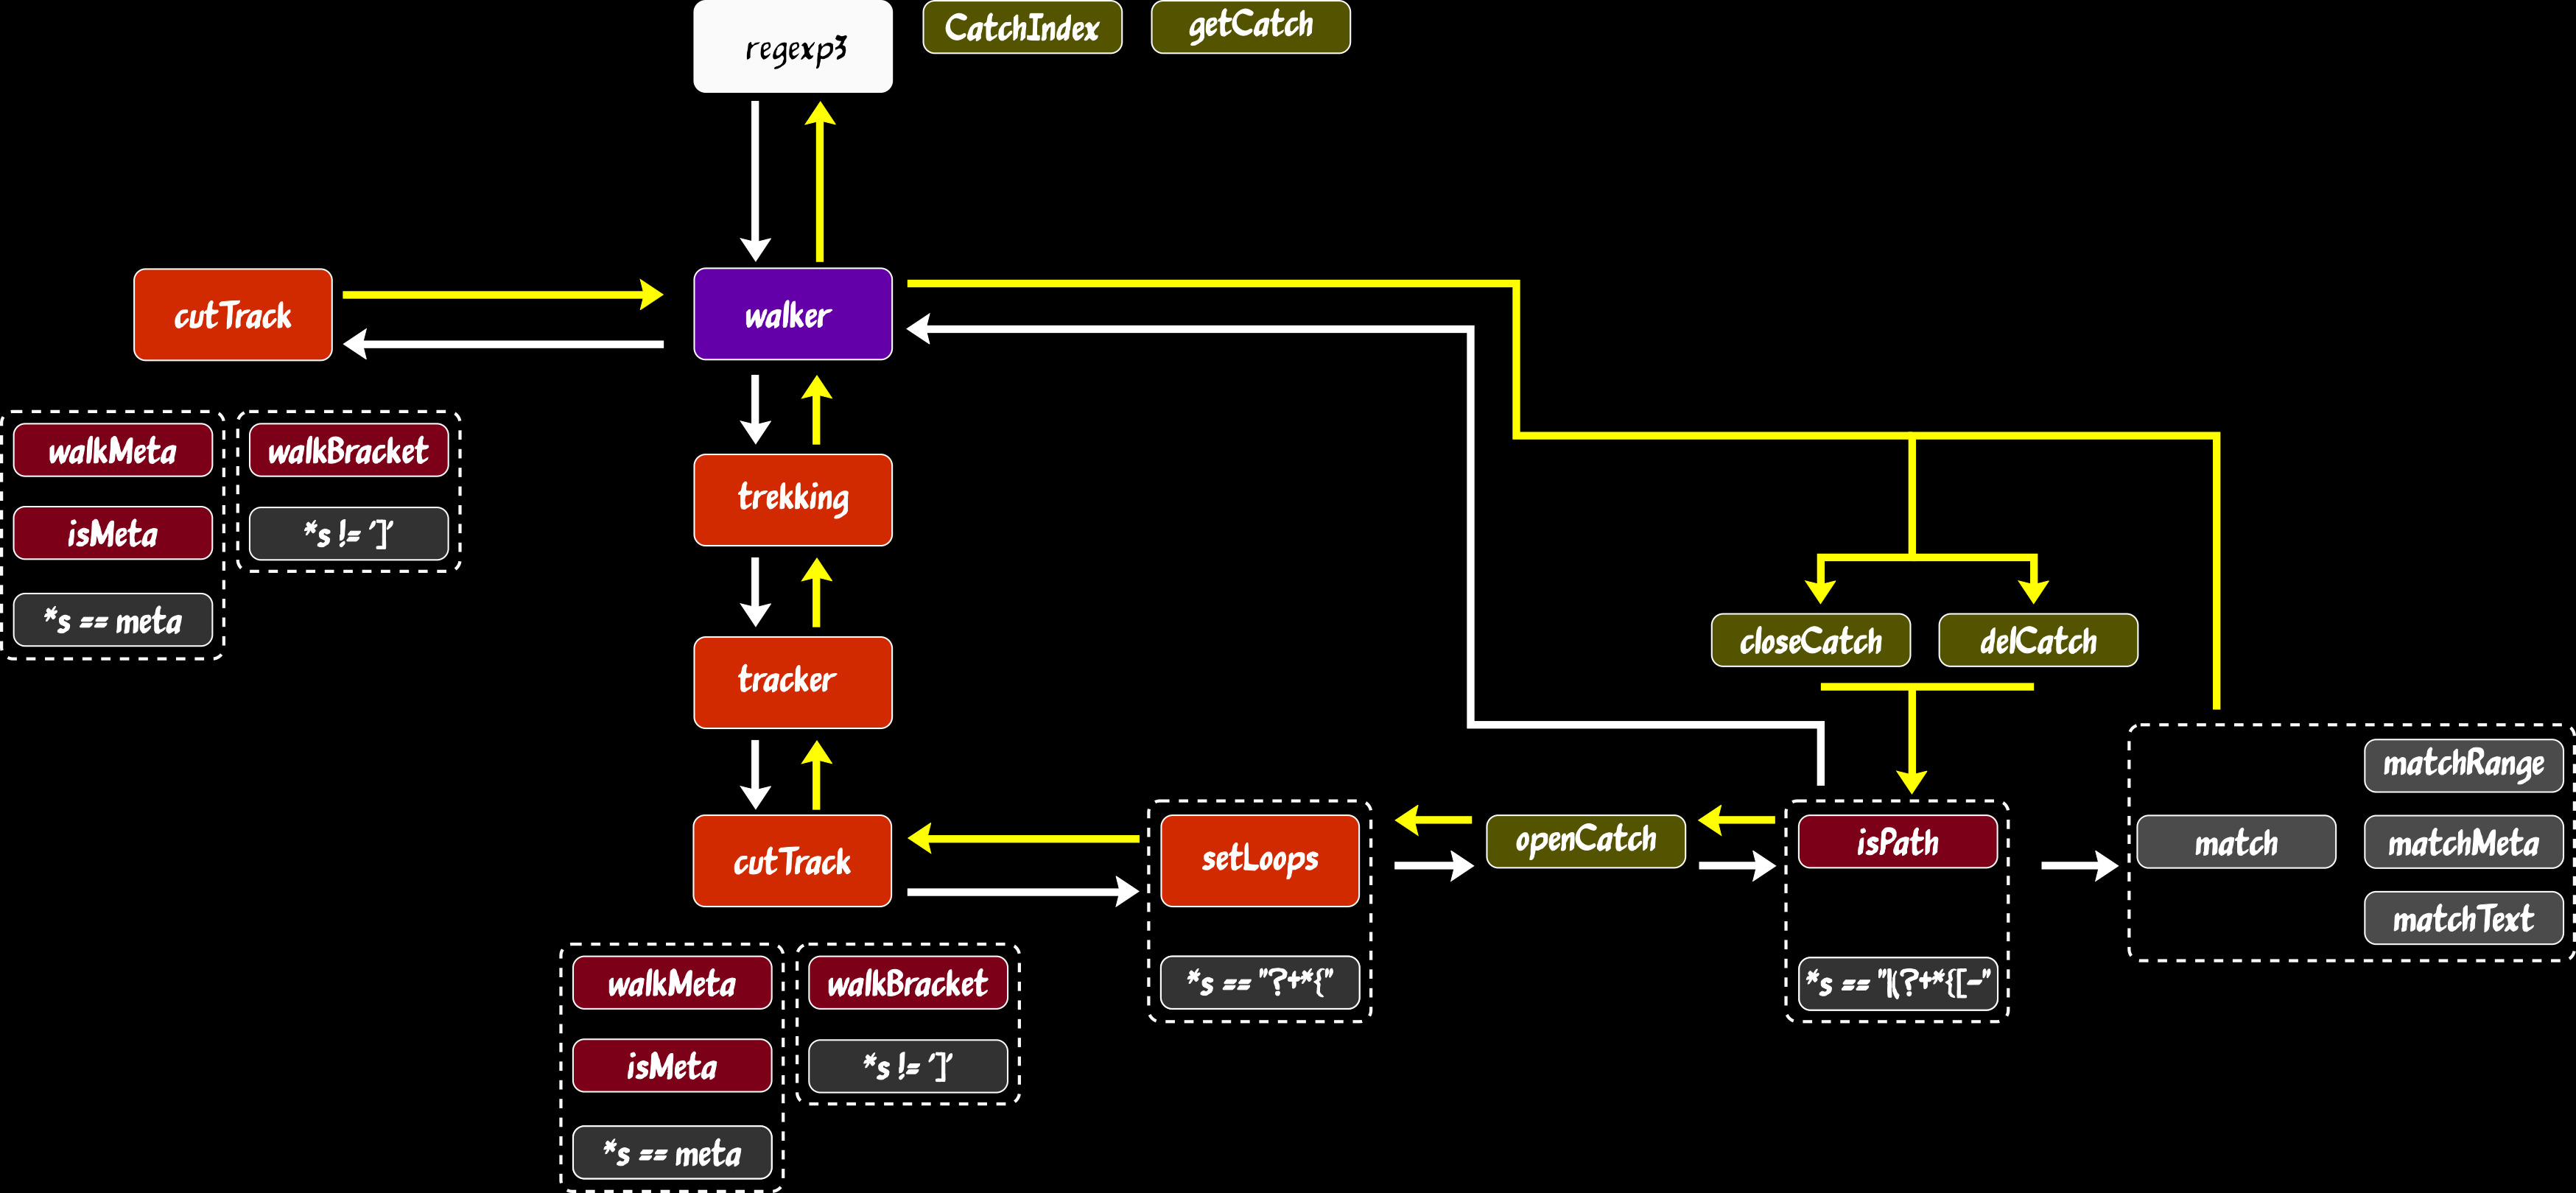 regexp3
CatchIndex
getCatch
cutTrack
walker
walkMeta
walkBracket
isMeta
*s != ']'
*s == meta
trekking
tracker
closeCatch
delCatch
cutTrack
setLoops
openCatch
isPath
match
matchRange
matchMeta
matchText
*s == "?+*{"
*s == "|(?+*{[-"
walkMeta
walkBracket
isMeta
*s != ']'
*s == meta